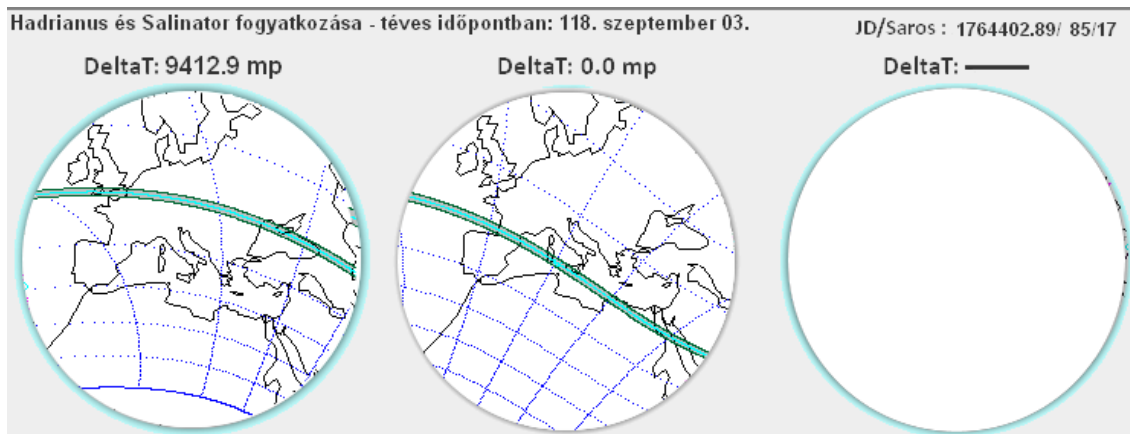 Hadrianus és Salinator fogyatkozása - téves időpontban: 118. szeptember 03.
JD/Saros : 1764402.89/ 85/17
DeltaT: 9412.9 mp
DeltaT: 0.0 mp
DeltaT: